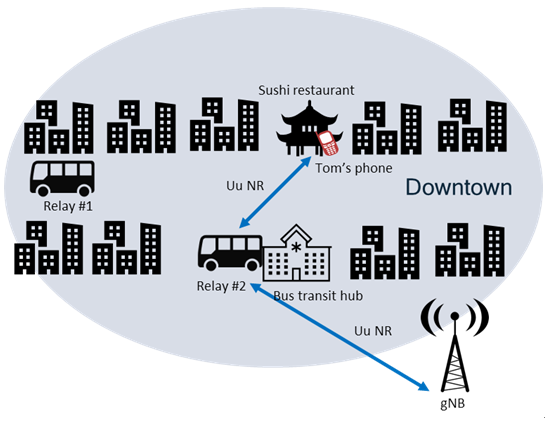 Sushi restaurant
Tom's phone
Uu NR
Downtown
Relay #1
Relay #2
Bus transit hub
Uu NR
gNB